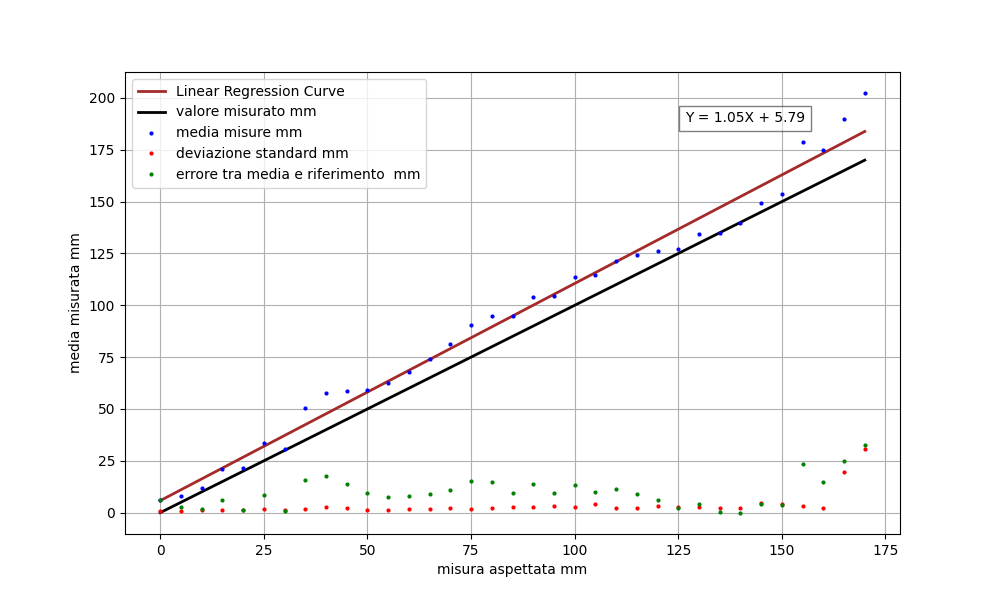 Linear Regression Curve
valore misurato mm
media misure mm
deviazione standard mm
errore tra media e riferimento  mm
Y = 1.05X + 5.79
200
175
150
125
100
75
50
25
0
media misurata mm
0 25 50 75 100 125 150 175
misura aspettata mm